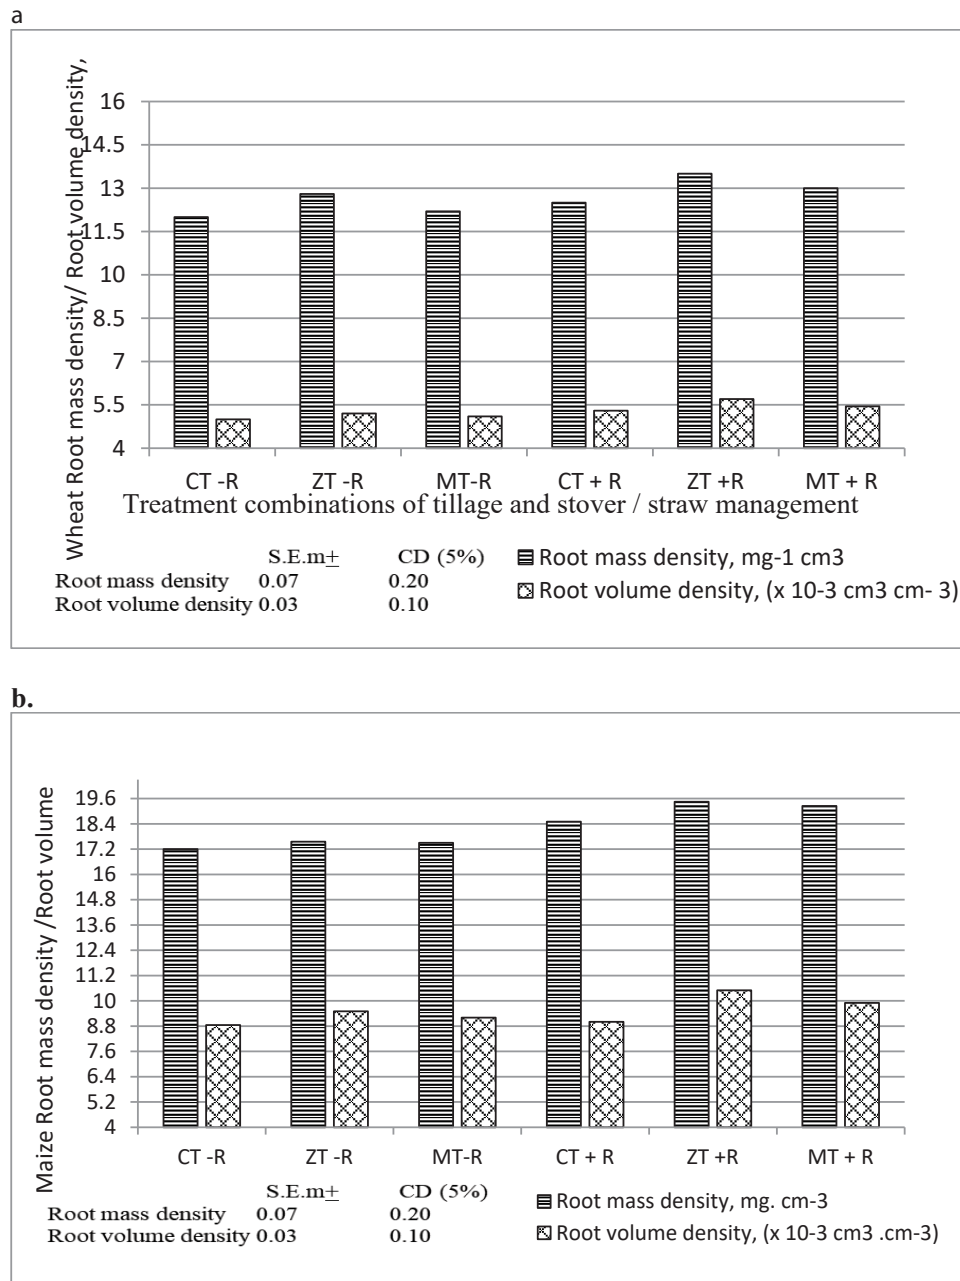 a
Wheat Root mass density/ Root volume density,
16
14.5
13
11.5
10
8.5
7
5.5
4
CT -R ZT -R MT-R CT + R ZT +R MT + R
Treatment combinations of tillage and stover / straw management
S.E.m± CD (5%)
Root mass density 0.07 0.20
Root volume density 0.03 0.10
Root mass density, mg-1 cm3
Root volume density, (x 10-3 cm3 cm- 3)
b.
Maize Root mass density /Root volume
19.6
18.4
17.2
16
14.8
13.6
12.4
11.2
10
8.8
7.6
6.4
5.2
4
CT -R ZT -R MT-R CT + R ZT +R MT + R
S.E.m± CD (5%)
Root mass density 0.07 0.20
Root volume density 0.03 0.10
Root mass density, mg. cm-3
Root volume density, (x 10-3 cm3 .cm-3)